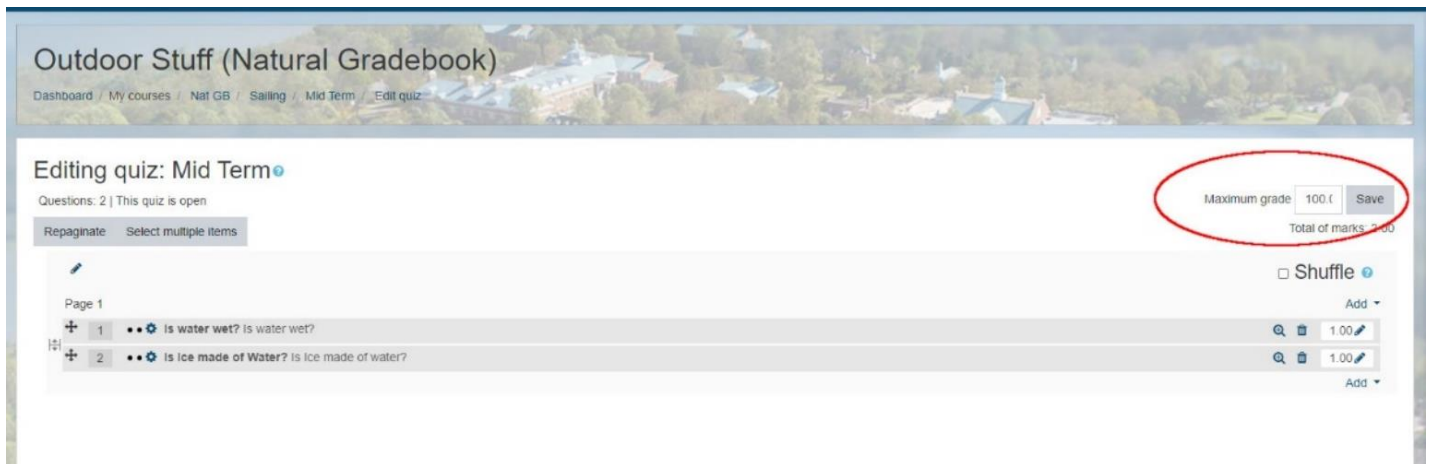 Outdoor Stuff (Natural Gradebook)
Dashboard / My courses / Nat GB / Sailing / Mid Term / Edit quiz
Editing quiz: Mid Term
Questions: 2 | This quiz is open
Maximum grade 100.( Save
Repaginate Select multiple items
Total of marks: 2.00
Shuffle
Page 1
Add
1 Is water wet? Is water wet? 1.00
2 Is Ice made of Water? Is Ice made of water? 1.00
Add